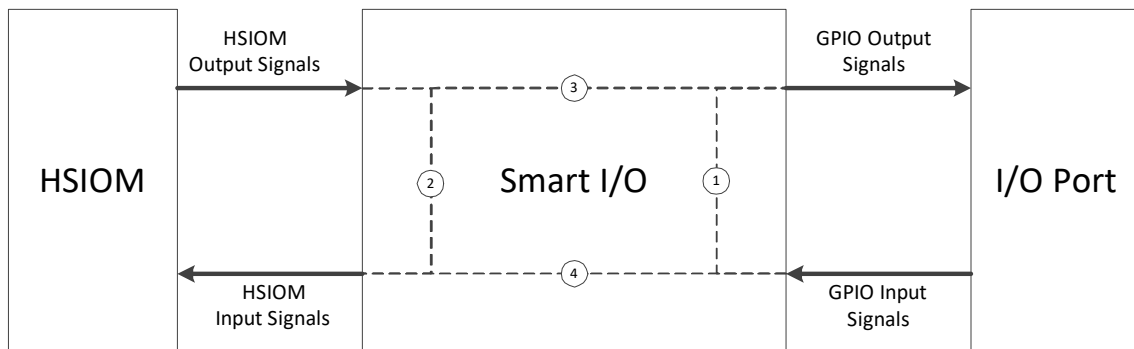 HSIOM
Output Signals
GPIO Output
Signals
3
HSIOM
2
Smart I/O
1
I/O Port
4
HSIOM
Input Signals
GPIO Input
Signals